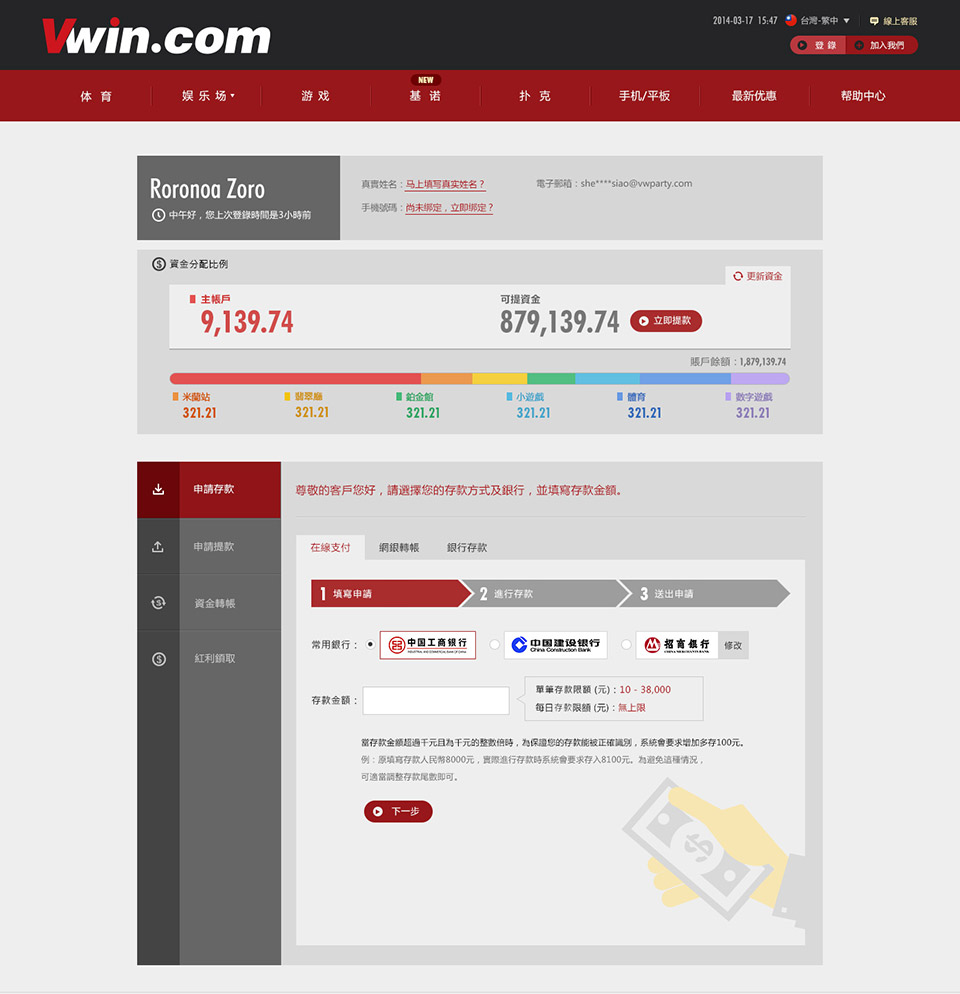 Vwin.com
2014-03-17 15:47 台灣-繁中 線上客服
登錄 加入我們
NEW
体育 娱乐场 游戏 基诺 扑克 手机/平板 最新优惠 帮助中心
Roronoa Zoro
中午好，您上次登錄時間是3小時前
真實姓名：马上填写真实姓名？ 電子郵箱：she****siao@vwparty.com
手機號碼：尚未绑定，立即绑定？
資金分配比例
更新資金
主帳戶 可提資金
9,139.74 879,139.74 立即提款
賬戶餘額：1,879,139.74
米蘭站 翡翠廳 鉑金館 小遊戲 體育 數字遊戲
321.21 321.21 321.21 321.21 321.21 321.21
申請存款
申請提款
資金轉帳
紅利領取
尊敬的客戶您好，請選擇您的存款方式及銀行，並填寫存款金額。
在線支付 網銀轉帳 銀行存款
1 填寫申請 2 進行存款 3 送出申請
常用銀行： 中国工商銀行 中国建设银行 招商銀行 修改
INDUSTRIAL AND COMMERCIAL BANK OF CHINA China Construction Bank CHINA MERCHANTS BANK
存款金額： 單筆存款限額 (元)：10 - 38,000
每日存款限額 (元)：無上限
當存款金額超過千元且為千元的整數倍時，為保證您的存款能被正確識別，系統會要求增加多存100元。
例：原填寫存款人民幣8000元，實際進行存款時系統會要求存入8100元。為避免這種情況，
可適當調整存款尾數即可。
下一步